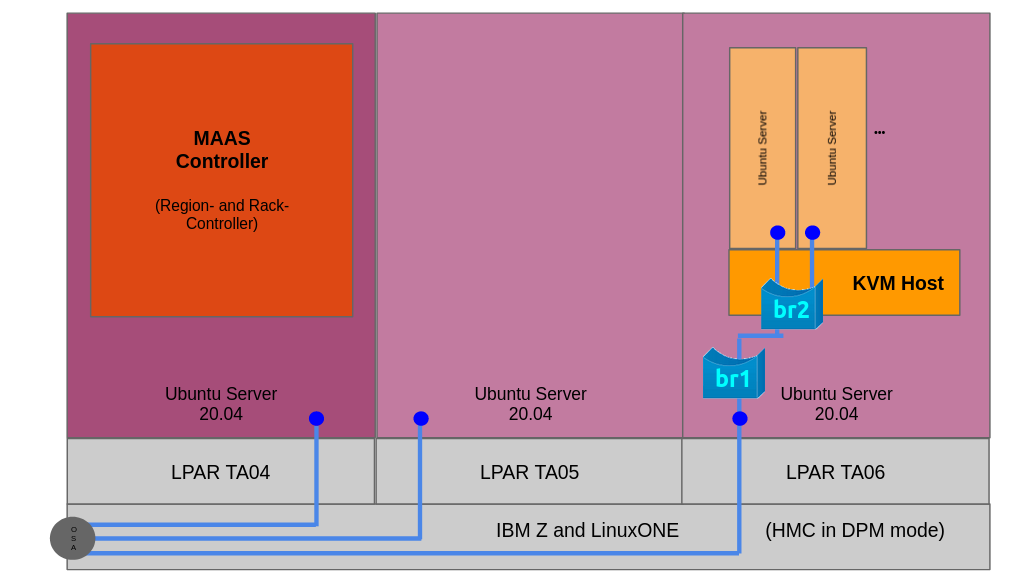 MAAS
Controller
(Region- and Rack-
Controller)
Ubuntu Server
20.04
Ubuntu Server
20.04
Ubuntu Server
Ubuntu Server
...
KVM Host
br2
br1
Ubuntu Server
20.04
LPAR TA04
LPAR TA05
LPAR TA06
O
S
A
IBM Z and LinuxONE
(HMC in DPM mode)